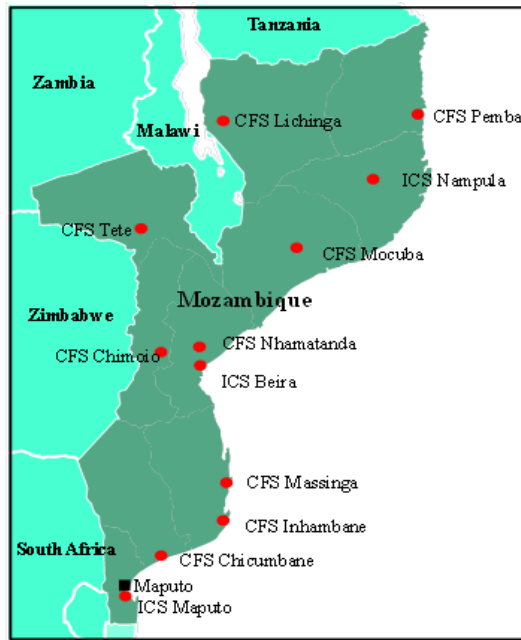 Tanzania
Zambia
CFS Pemba
CFS Lichinga
Malawi
ICS Nampula
CFS Tete
CFS Mocuba
Mozambique
Zimbabwe
CFS Nhamatanda
CFS Chimoio
ICS Beira
CFS Massinga
CFS Inhambane
South Africa
CFS Chicumbane
Maputo
ICS Maputo